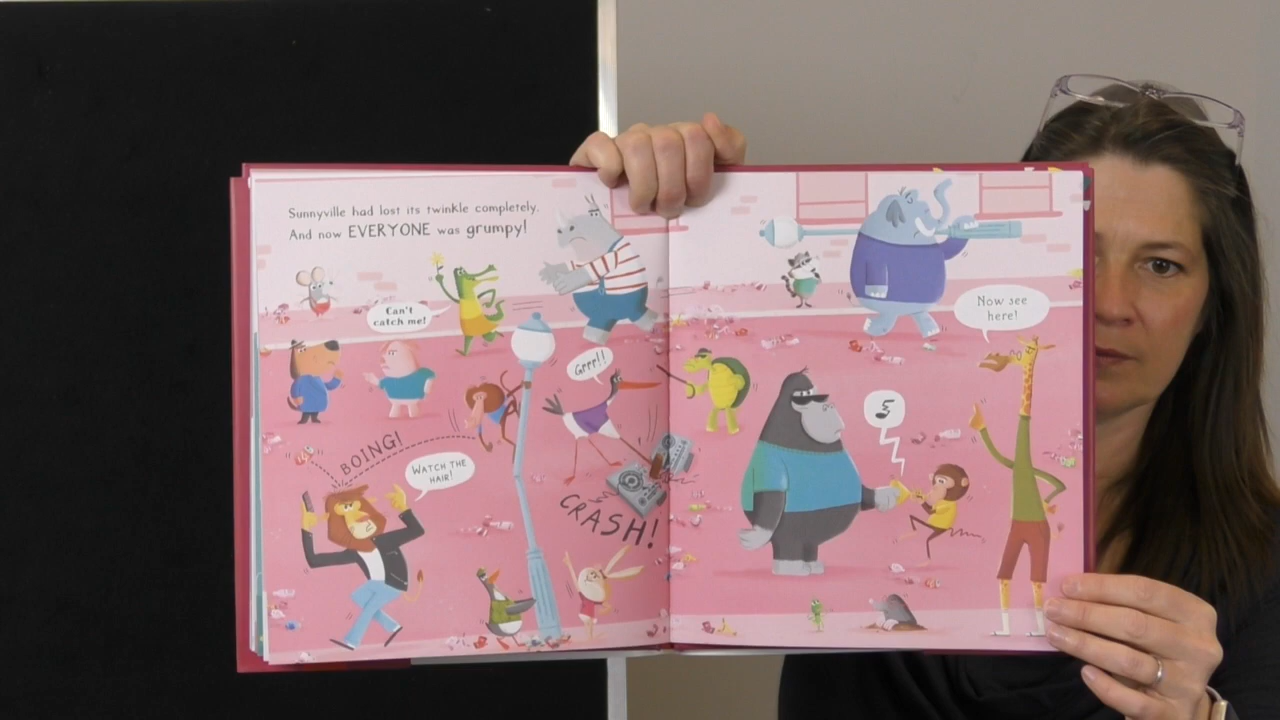 Sunnyville had lost its twinkle completely.
And now EVERYONE was grumpy!
Can't
catch me!
Now see
here!
Grrr!!
BOING!
WATCH THE
HAIR!
CRASH!